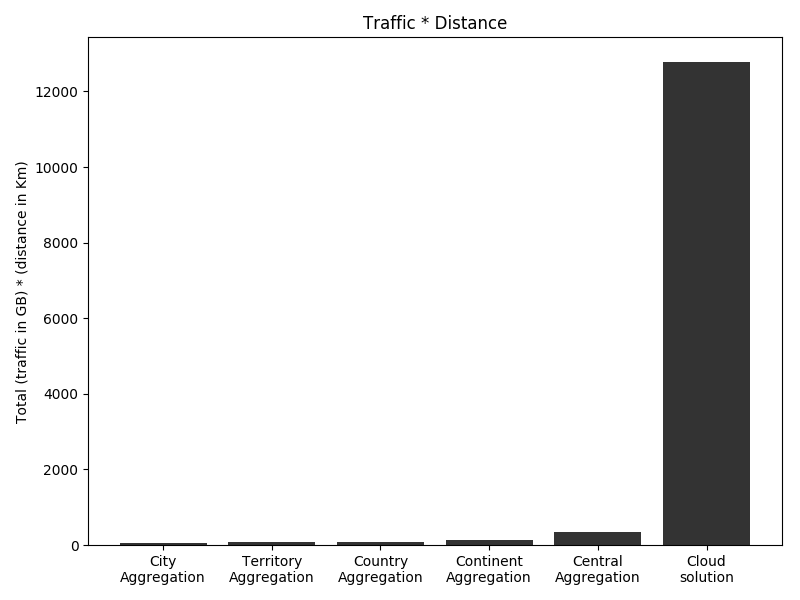 Traffic * Distance
Total (traffic in GB) * (distance in Km)
12000
10000
8000
6000
4000
2000
0
City
Aggregation
Territory
Aggregation
Country
Aggregation
Continent
Aggregation
Central
Aggregation
Cloud
solution